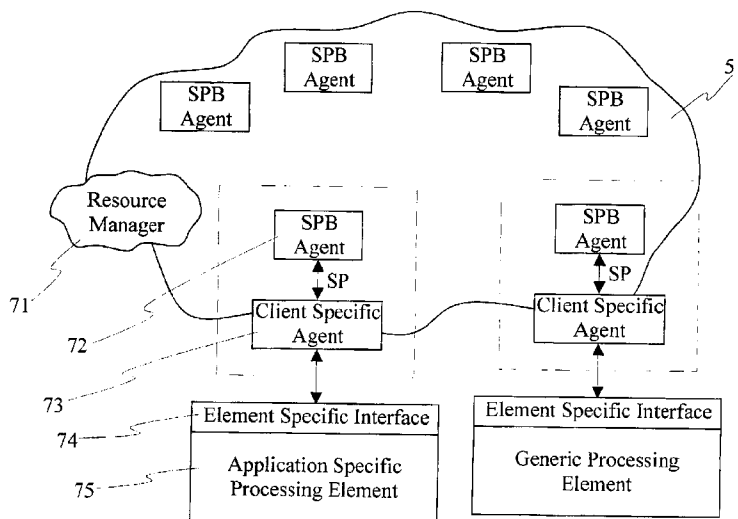 SPB
Agent
SPB
Agent
SPB
Agent
SPB
Agent
5
Resource
Manager
SPB
Agent
SPB
Agent
SP
SP
71
72
Client Specific
Agent
Client Specific
Agent
73
74
Element Specific Interface
Element Specific Interface
75
Application Specific
Processing Element
Generic Processing
Element